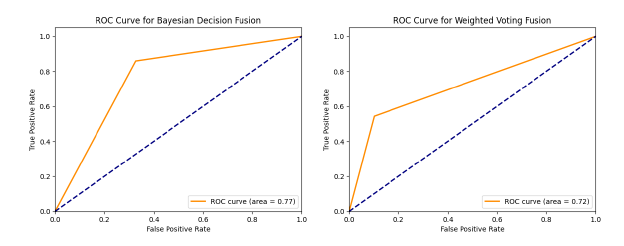 ROC Curve for Bayesian Decision Fusion
1.0
0.8
0.6
0.4
0.2
0.0
True Positive Rate
0.0 0.2 0.4 0.6 0.8 1.0
False Positive Rate
ROC curve (area = 0.77)
ROC Curve for Weighted Voting Fusion
1.0
0.8
0.6
0.4
0.2
0.0
True Positive Rate
0.0 0.2 0.4 0.6 0.8 1.0
False Positive Rate
ROC curve (area = 0.72)